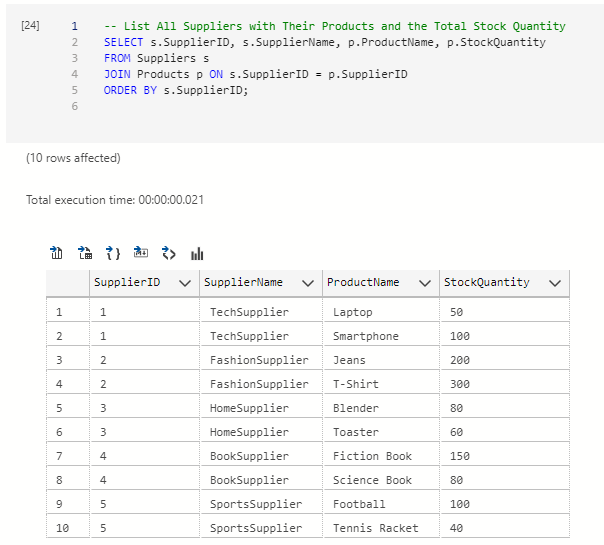 [24] 1 -- List All Suppliers with Their Products and the Total Stock Quantity
2 SELECT s.SupplierID, s.SupplierName, p.ProductName, p.StockQuantity
3 FROM Suppliers s
4 JOIN Products p ON s.SupplierID = p.SupplierID
5 ORDER BY s.SupplierID;
6
(10 rows affected)
Total execution time: 00:00:00.021
SupplierID SupplierName ProductName StockQuantity
1 1 TechSupplier Laptop 50
2 1 TechSupplier Smartphone 100
3 2 FashionSupplier Jeans 200
4 2 FashionSupplier T-Shirt 300
5 3 HomeSupplier Blender 80
6 3 HomeSupplier Toaster 60
7 4 BookSupplier Fiction Book 150
8 4 BookSupplier Science Book 80
9 5 SportsSupplier Football 100
10 5 SportsSupplier Tennis Racket 40